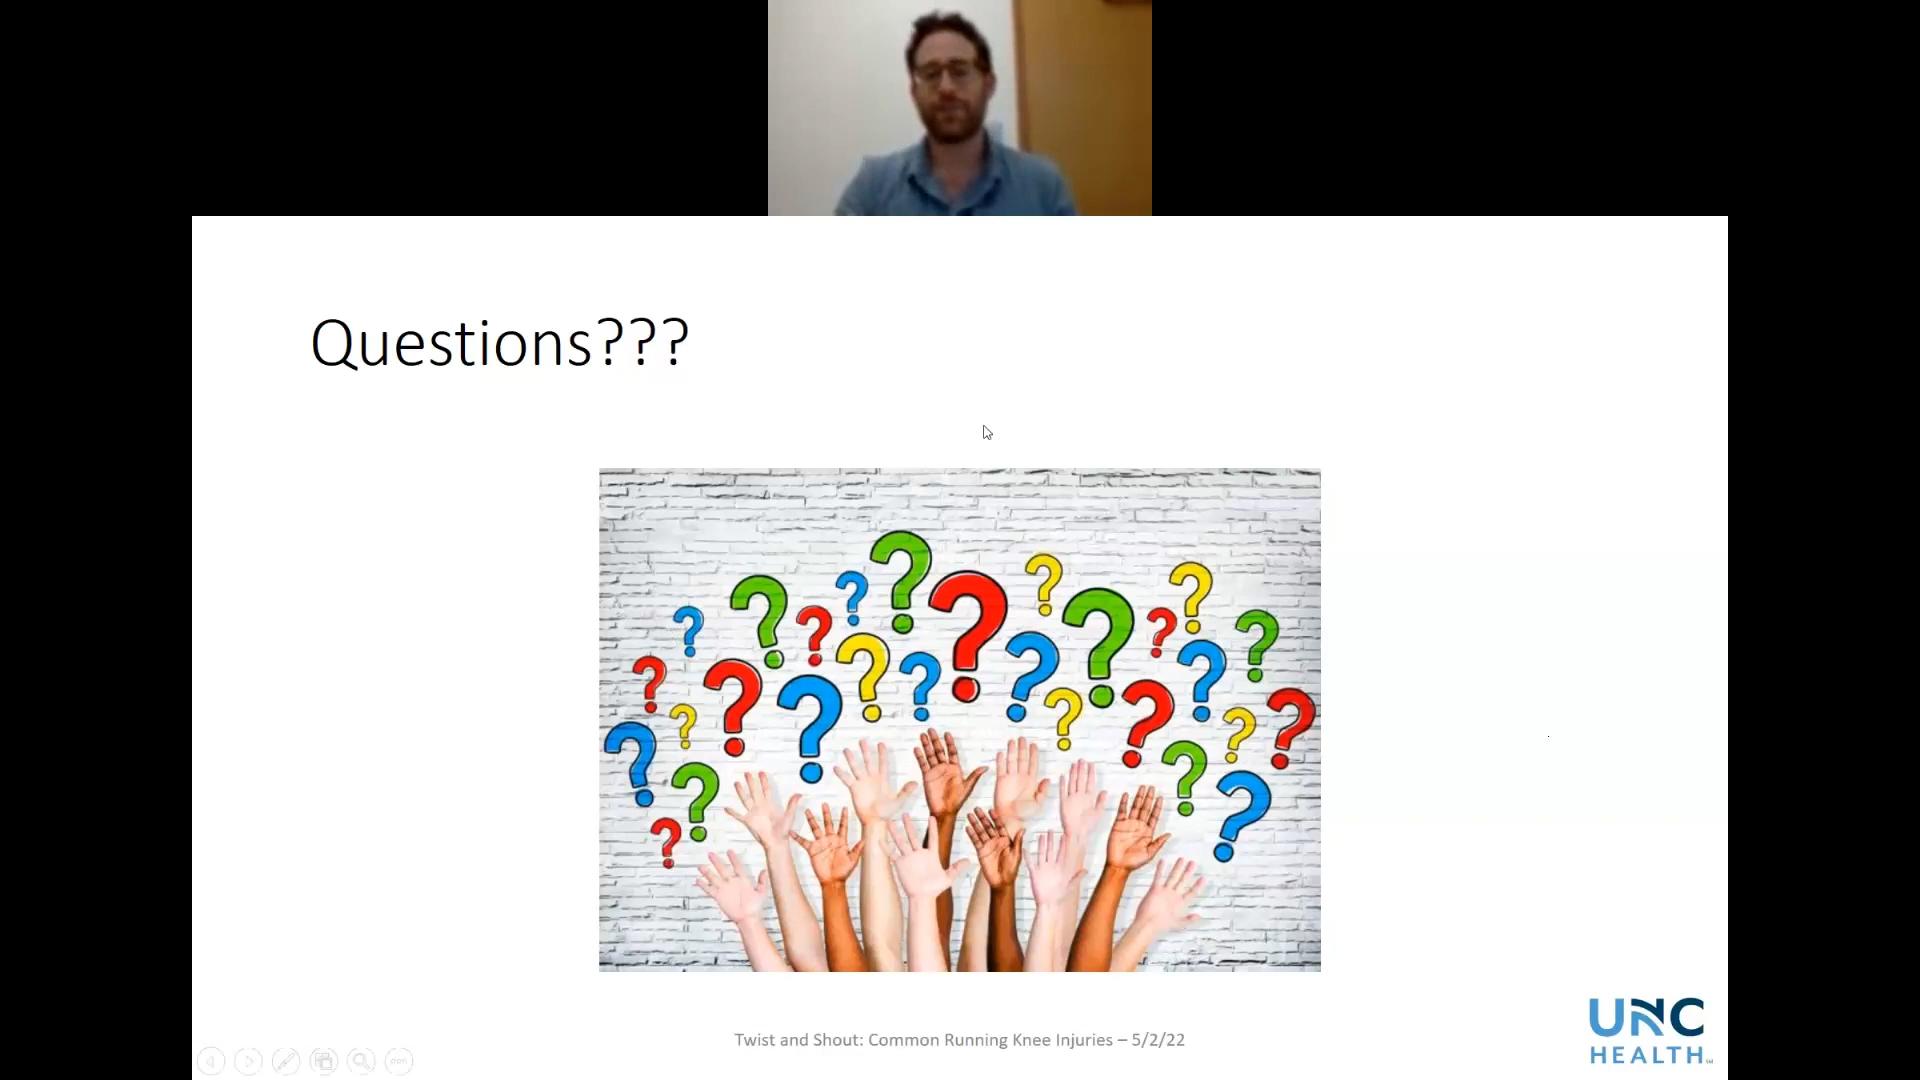 Questions???
Twist and Shout: Common Running Knee Injuries – 5/2/22
UNC
HEALTH